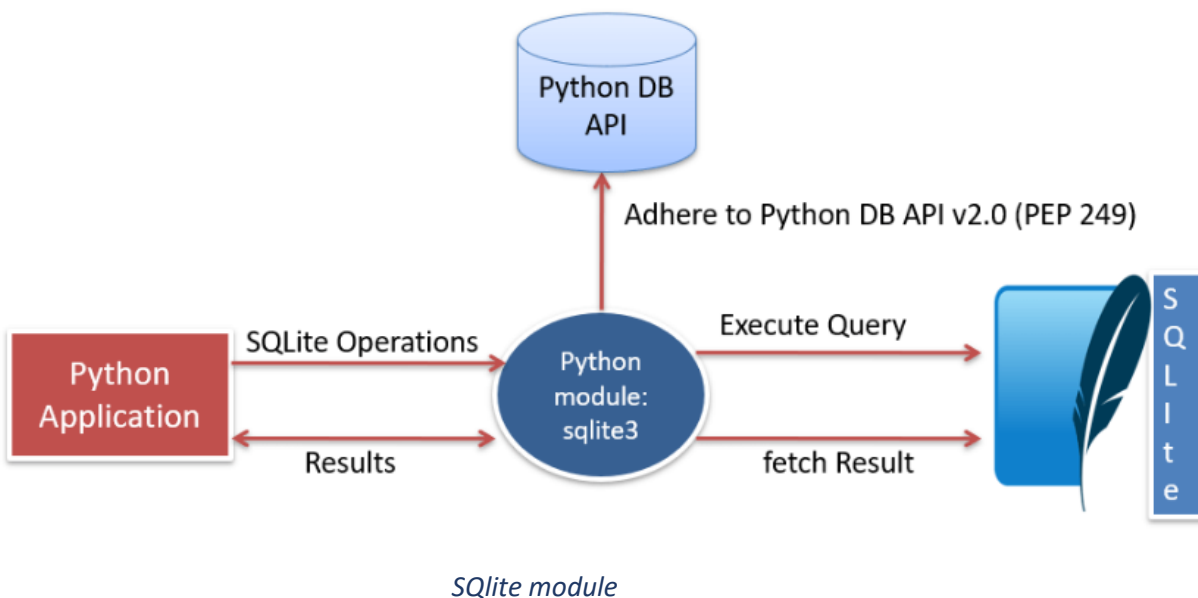 Python DB
API
Adhere to Python DB API v2.0 (PEP 249)
SQLite Operations
Execute Query
Python
Application
Python
module:
sqlite3
Results
fetch Result
S
Q
L
I
t
e
SQlite module